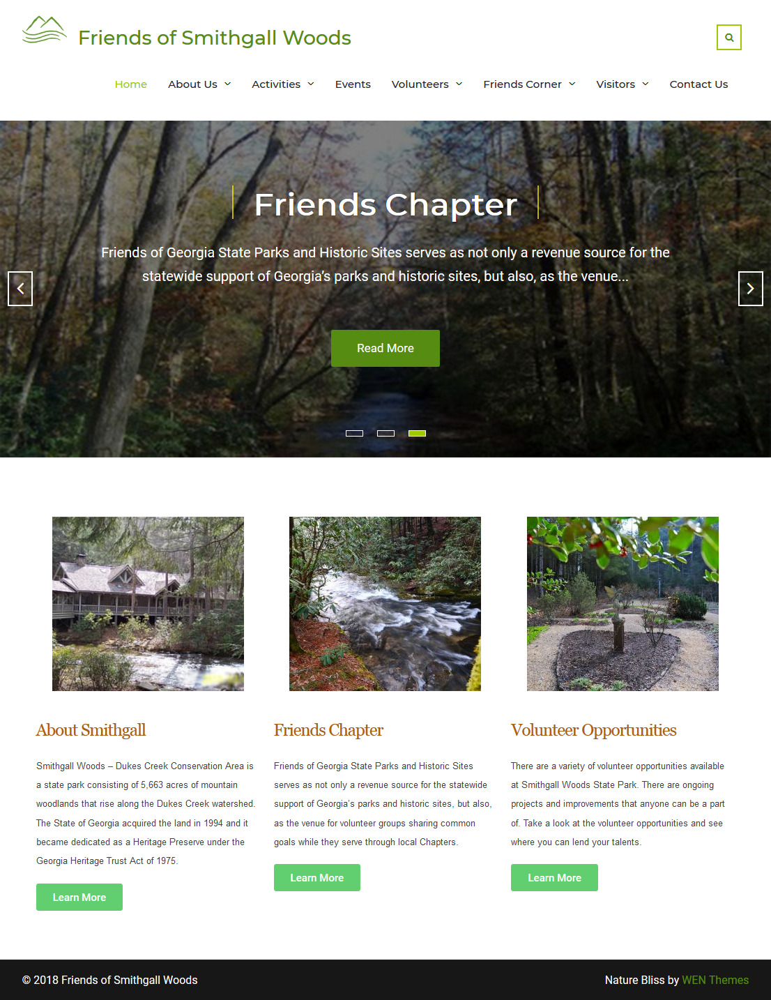 Friends of Smithgall Woods
Home About Us Activities Events Volunteers Friends Corner Visitors Contact Us
Friends Chapter
Friends of Georgia State Parks and Historic Sites serves as not only a revenue source for the
statewide support of Georgia’s parks and historic sites, but also, as the venue...
Read More
About Smithgall
Smithgall Woods – Dukes Creek Conservation Area is
a state park consisting of 5,663 acres of mountain
woodlands that rise along the Dukes Creek watershed.
The State of Georgia acquired the land in 1994 and it
became dedicated as a Heritage Preserve under the
Georgia Heritage Trust Act of 1975.
Learn More
Friends Chapter
Friends of Georgia State Parks and Historic Sites
serves as not only a revenue source for the statewide
support of Georgia’s parks and historic sites, but also,
as the venue for volunteer groups sharing common
goals while they serve through local Chapters.
Learn More
Volunteer Opportunities
There are a variety of volunteer opportunities available
at Smithgall Woods State Park. There are ongoing
projects and improvements that anyone can be a part
of. Take a look at the volunteer opportunities and see
where you can lend your talents.
Learn More
© 2018 Friends of Smithgall Woods
Nature Bliss by WEN Themes